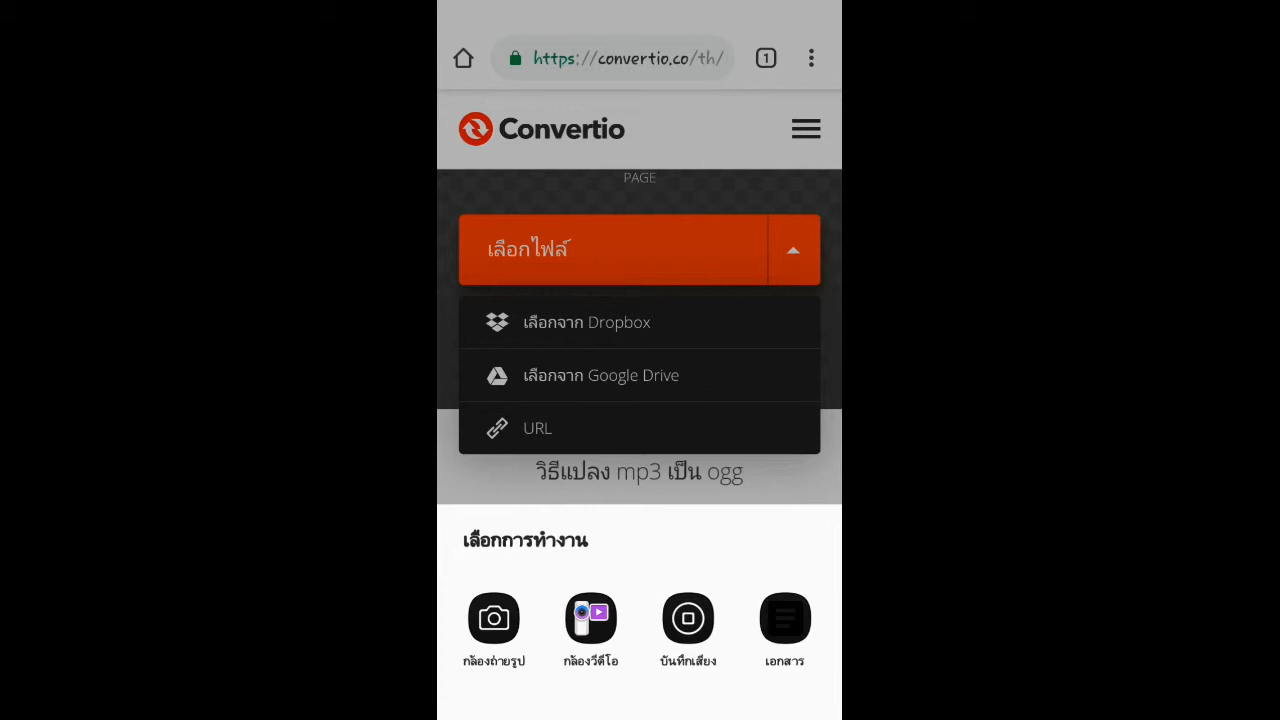 https://convertio.co/th/
1
Convertio
PAGE
เลือกไฟล์
เลือกจาก Dropbox
เลือกจาก Google Drive
URL
วิธีแปลง mp3 เป็น ogg
เลือกการทำงาน
กล้องถ่ายรูป
กล้องวิดีโอ
บันทึกเสียง
เอกสาร